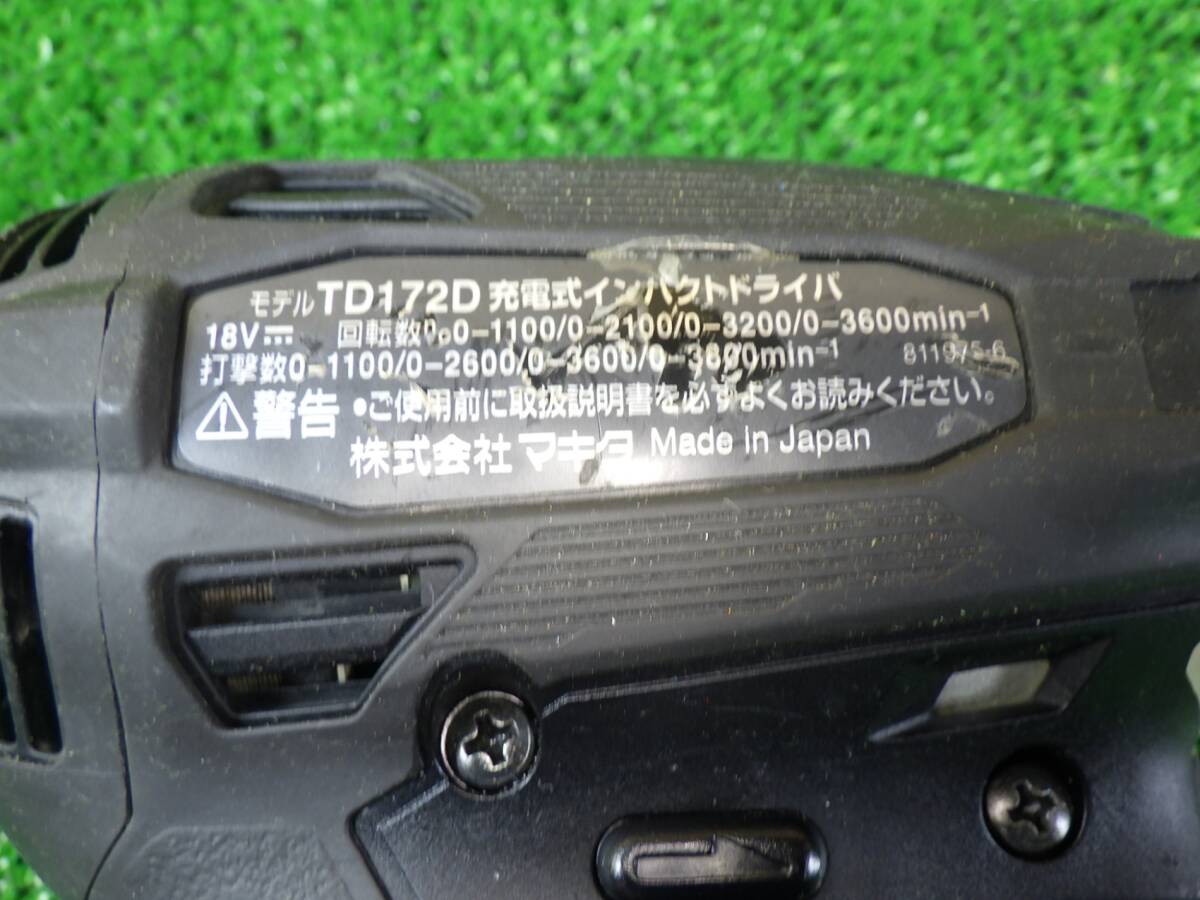 モデル TD172D 充電式インパクトドライバ
18V⎓ 回転数n₀0-1100/0-2100/0-3200/0-3600min⁻¹
打撃数0-1100/0-2600/0-3600/0-3800min⁻¹ 811975-6
⚠警告 •ご使用前に取扱説明書を必ずよくお読みください。
株式会社 マキタ Made in Japan